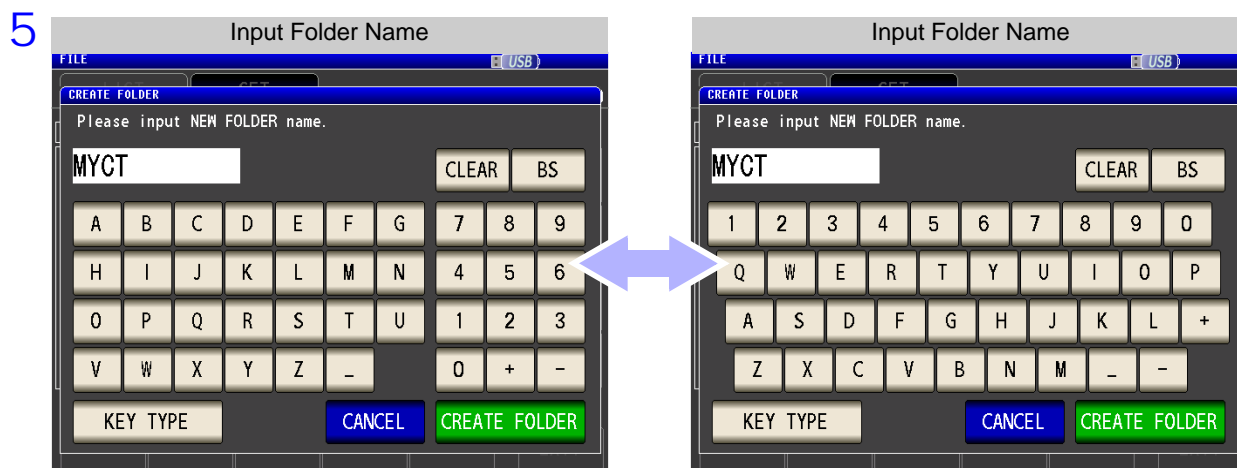 5
Input Folder Name
FILE USB
LIST SET
CREATE FOLDER
Please input NEW FOLDER name.
MYCT CLEAR BS
A B C D E F G 7 8 9
H I J K L M N 4 5 6
O P Q R S T U 1 2 3
V W X Y Z _ 0 + -
KEY TYPE CANCEL CREATE FOLDER
Input Folder Name
FILE USB
CREATE FOLDER
Please input NEW FOLDER name.
MYCT CLEAR BS
1 2 3 4 5 6 7 8 9 0
Q W E R T Y U I O P
A S D F G H J K L +
Z X C V B N M _ -
KEY TYPE CANCEL CREATE FOLDER